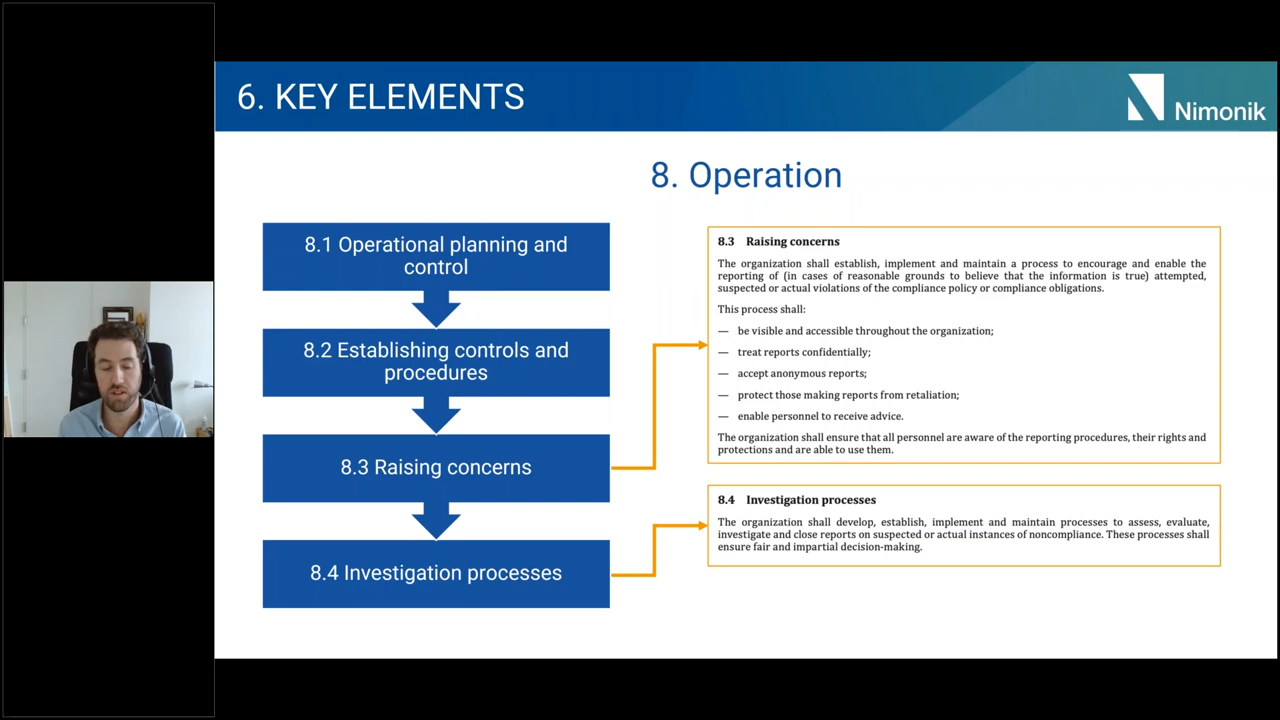 6. KEY ELEMENTS
Nimonik
8. Operation
8.1 Operational planning and
control
8.2 Establishing controls and
procedures
8.3 Raising concerns
8.4 Investigation processes
8.3 Raising concerns
The organization shall establish, implement and maintain a process to encourage and enable the
reporting of (in cases of reasonable grounds to believe that the information is true) attempted,
suspected or actual violations of the compliance policy or compliance obligations.
This process shall:
— be visible and accessible throughout the organization;
— treat reports confidentially;
— accept anonymous reports;
— protect those making reports from retaliation;
— enable personnel to receive advice.
The organization shall ensure that all personnel are aware of the reporting procedures, their rights and
protections and are able to use them.
8.4 Investigation processes
The organization shall develop, establish, implement and maintain processes to assess, evaluate,
investigate and close reports on suspected or actual instances of noncompliance. These processes shall
ensure fair and impartial decision-making.